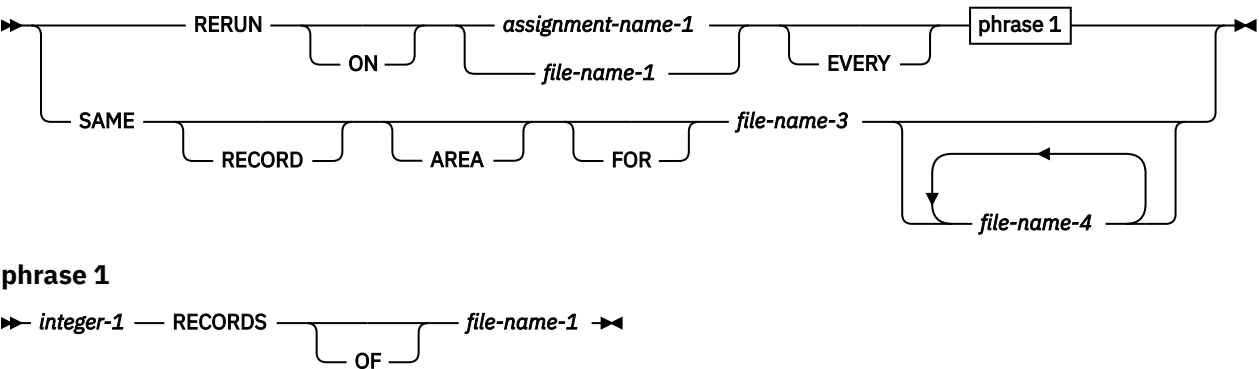 RERUN ON assignment-name-1 file-name-1 EVERY phrase 1
SAME RECORD AREA FOR file-name-3 file-name-4
phrase 1
integer-1 RECORDS OF file-name-1